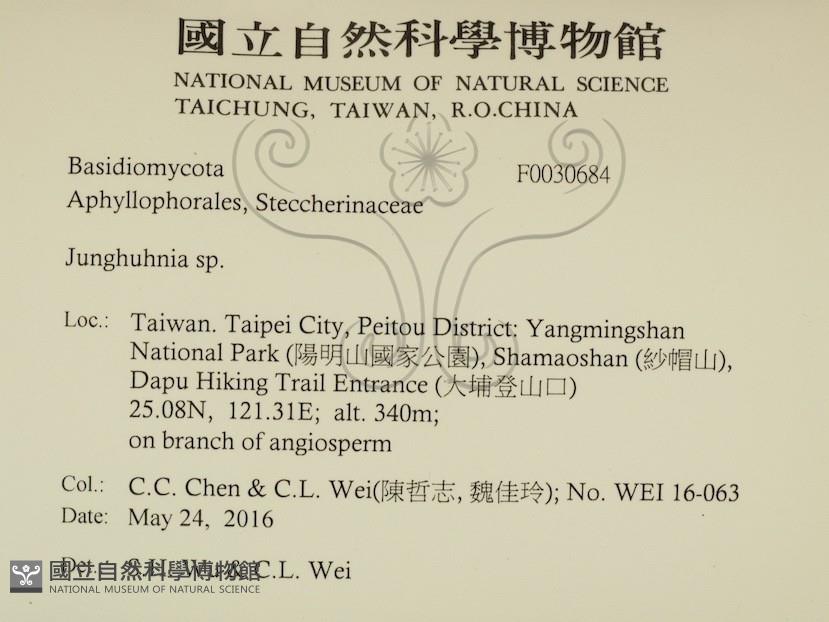 國立自然科學博物館
NATIONAL MUSEUM OF NATURAL SCIENCE
TAICHUNG, TAIWAN, R.O.CHINA
Basidiomycota F0030684
Aphyllophorales, Steccherinaceae
Junghuhnia sp.
Loc.: Taiwan. Taipei City, Peitou District: Yangmingshan
National Park (陽明山國家公園), Shamaoshan (紗帽山),
Dapu Hiking Trail Entrance (大埔登山口)
25.08N, 121.31E; alt. 340m;
on branch of angiosperm
Col.: C.C. Chen & C.L. Wei(陳哲志, 魏佳玲); No. WEI 16-063
Date: May 24, 2016
Det.: S.H. Wu & C.L. Wei
國立自然科學博物館
NATIONAL MUSEUM OF NATURAL SCIENCE